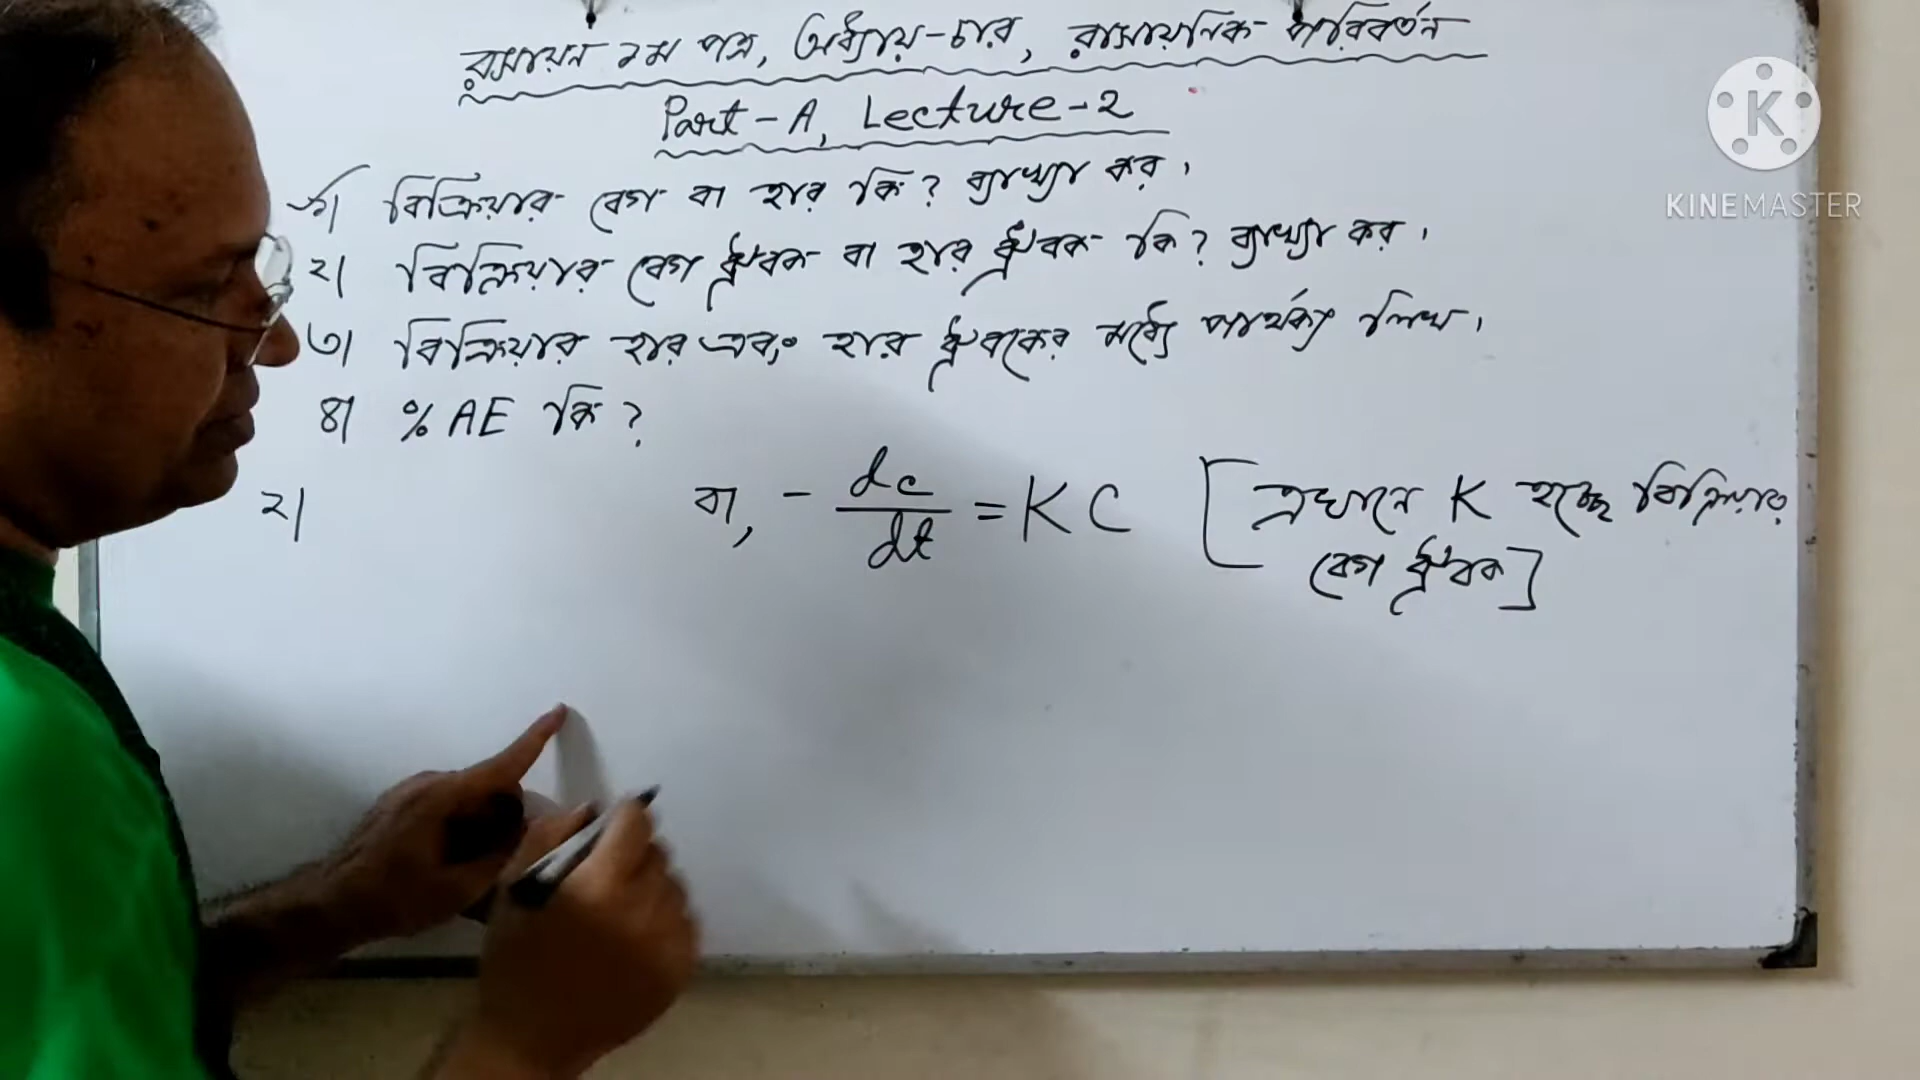 রসায়ন ১ম পত্র, অধ্যায়-চার, রাসায়নিক পরিবর্তন
Part-A, Lecture-2
১। বিক্রিয়ার বেগ বা হার কি? ব্যাখ্যা কর।
২। বিক্রিয়ার বেগ ধ্রুবক বা হার ধ্রুবক কি? ব্যাখ্যা কর।
৩। বিক্রিয়ার হার এবং হার ধ্রুবকের মধ্যে পার্থক্য লিখ।
৪। % AE কি?
২। বা, - dc/dt = KC [এখানে K হচ্ছে বিক্রিয়ার
বেগ ধ্রুবক]
K
KINEMASTER